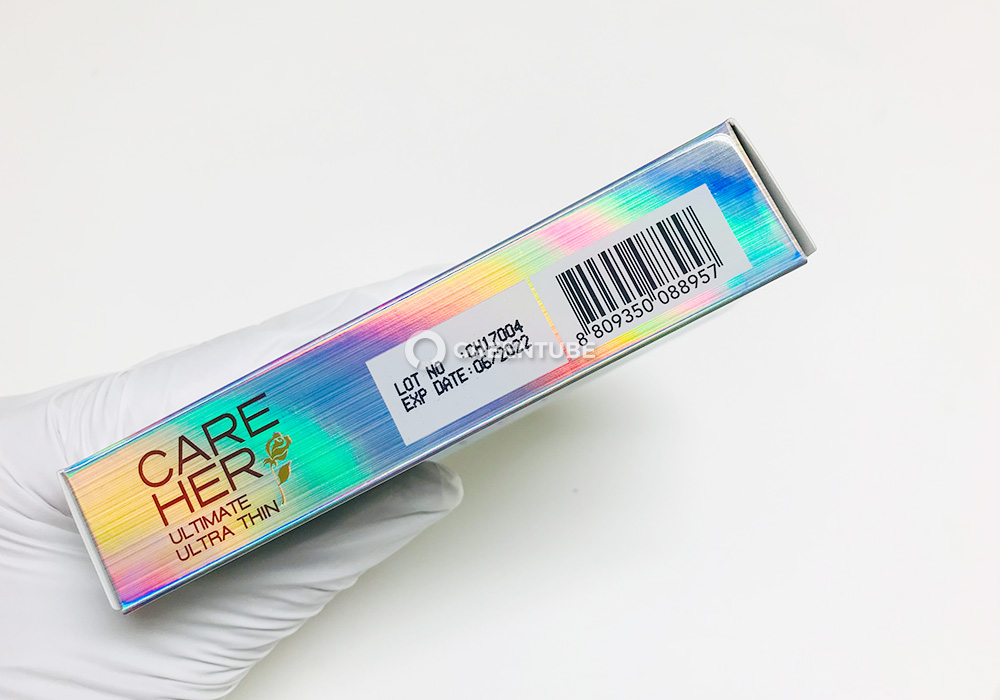 CARE
HER
ULTIMATE
ULTRA THIN
LOT NO :CH17004
EXP DATE:06/2022
8 809350 088957